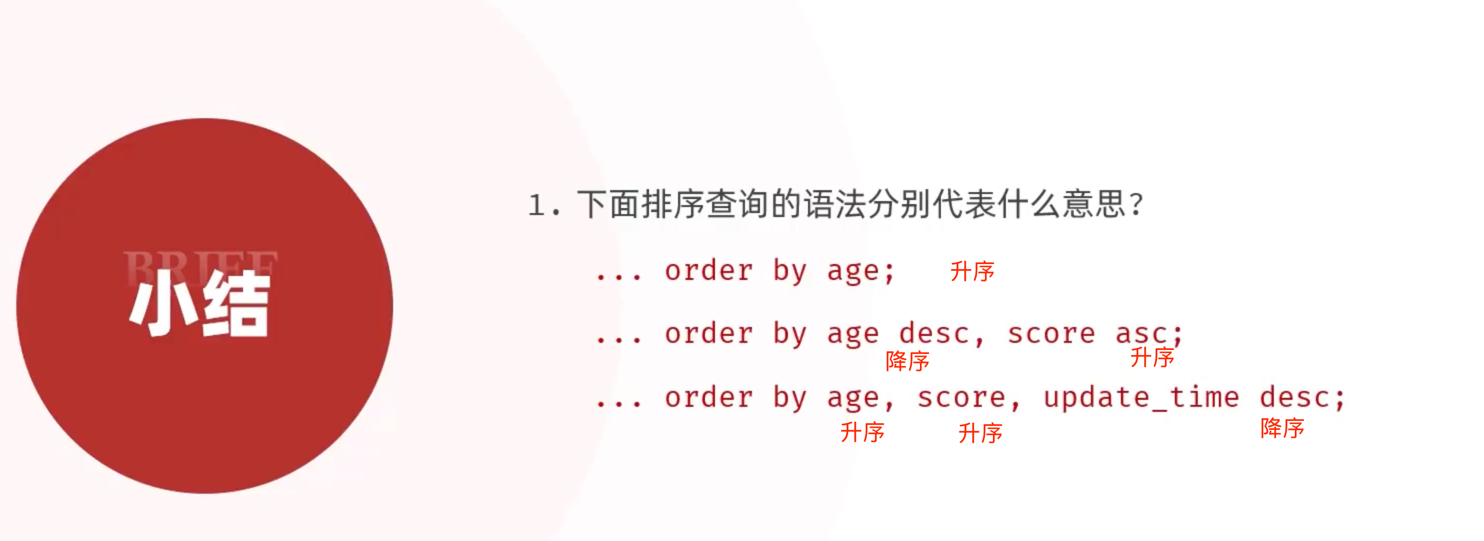 BRIEF
小结
1. 下面排序查询的语法分别代表什么意思?
... order by age; 升序
... order by age desc, score asc;
降序 升序
... order by age, score, update_time desc;
升序 升序 降序